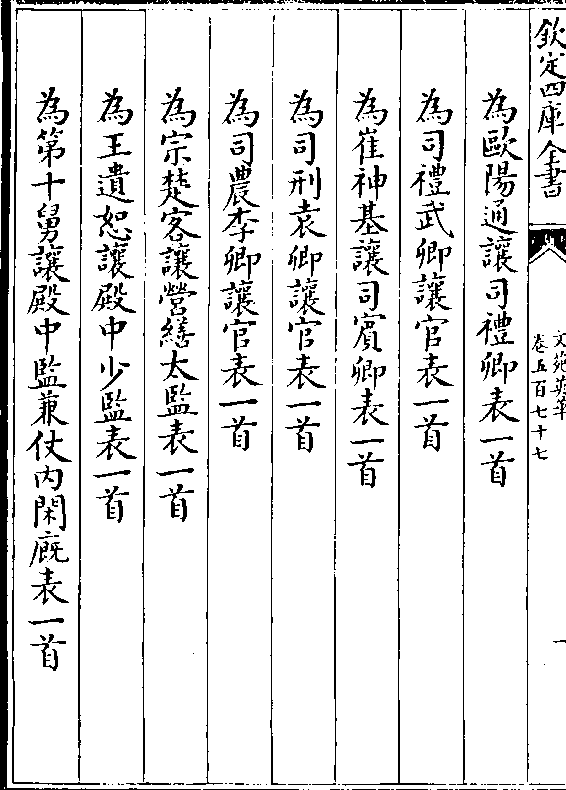 欽定四庫全書
文苑英華
卷五百七十七
一
為歐陽通讓司禮卿表一首
為司禮武卿讓官表一首
為崔神基讓司賓卿表一首
為司刑袁卿讓官表一首
為司農李卿讓官表一首
為宗楚客讓營繕太監表一首
為王遺恕讓殿中少監表一首
為第十舅讓殿中監兼仗内閑廐表一首